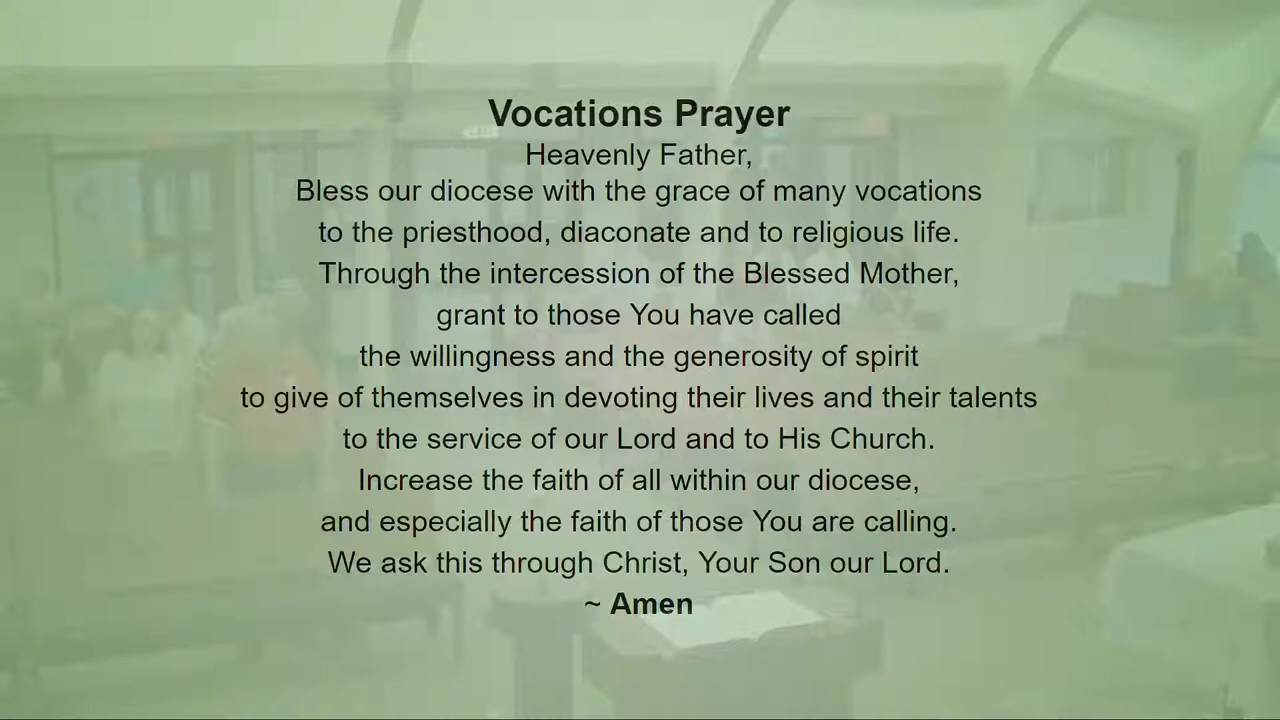 Vocations Prayer
Heavenly Father,
Bless our diocese with the grace of many vocations
to the priesthood, diaconate and to religious life.
Through the intercession of the Blessed Mother,
grant to those You have called
the willingness and the generosity of spirit
to give of themselves in devoting their lives and their talents
to the service of our Lord and to His Church.
Increase the faith of all within our diocese,
and especially the faith of those You are calling.
We ask this through Christ, Your Son our Lord.
~ Amen